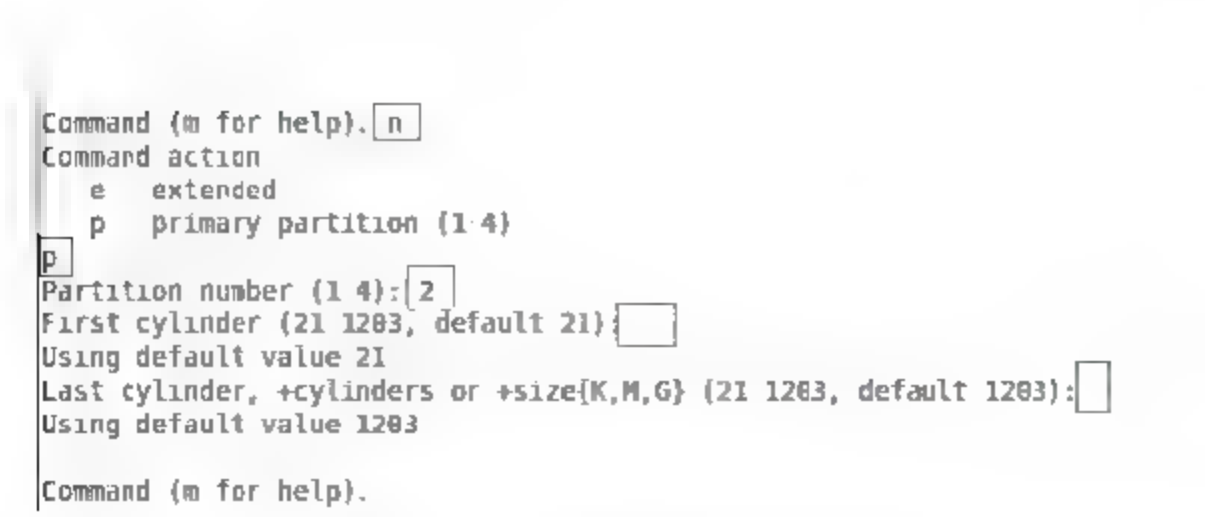 Command (m for help). n
Command action
e extended
p primary partition (1-4)
p
Partition number (1 4): 2
First cylinder (21 1203, default 21):
Using default value 21
Last cylinder, +cylinders or +size{K,M,G} (21 1203, default 1203):
Using default value 1203
Command (m for help).